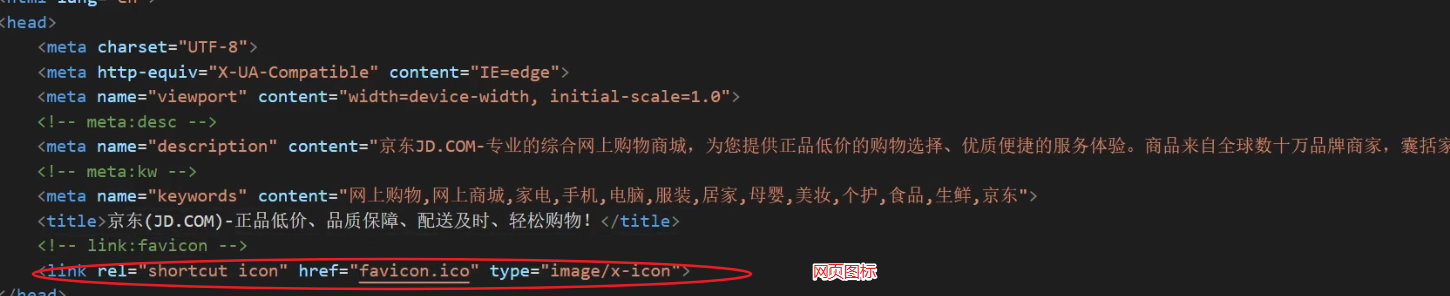 <html lang="en">
<head>
<meta charset="UTF-8">
<meta http-equiv="X-UA-Compatible" content="IE=edge">
<meta name="viewport" content="width=device-width, initial-scale=1.0">
<!-- meta:desc -->
<meta name="description" content="京东JD.COM-专业的综合网上购物商城，为您提供正品低价的购物选择、优质便捷的服务体验。商品来自全球数十万品牌商家，囊括家
<!-- meta:kw -->
<meta name="keywords" content="网上购物,网上商城,家电,手机,电脑,服装,居家,母婴,美妆,个护,食品,生鲜,京东">
<title>京东(JD.COM)-正品低价、品质保障、配送及时、轻松购物！</title>
<!-- link:favicon -->
<link rel="shortcut icon" href="favicon.ico" type="image/x-icon"> 网页图标
</head>